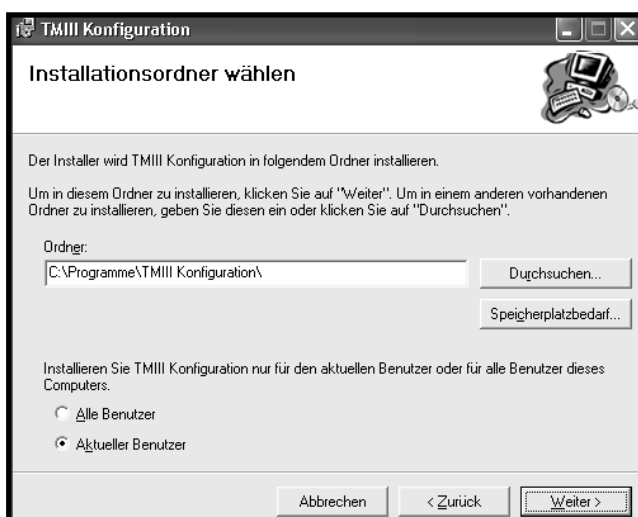 TMIII Konfiguration
Installationsordner wählen
Der Installer wird TMIII Konfiguration in folgendem Ordner installieren.
Um in diesem Ordner zu installieren, klicken Sie auf "Weiter". Um in einem anderen vorhandenen
Ordner zu installieren, geben Sie diesen ein oder klicken Sie auf "Durchsuchen".
Ordner:
C:\Programme\TMIII Konfiguration\
Durchsuchen...
Speicherplatzbedarf...
Installieren Sie TMIII Konfiguration nur für den aktuellen Benutzer oder für alle Benutzer dieses
Computers.
Alle Benutzer
Aktueller Benutzer
Abbrechen
< Zurück
Weiter >